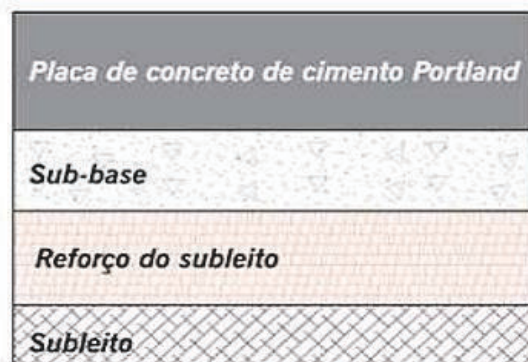 Placa de concreto de cimento Portland
Sub-base
Reforço do subleito
Subleito